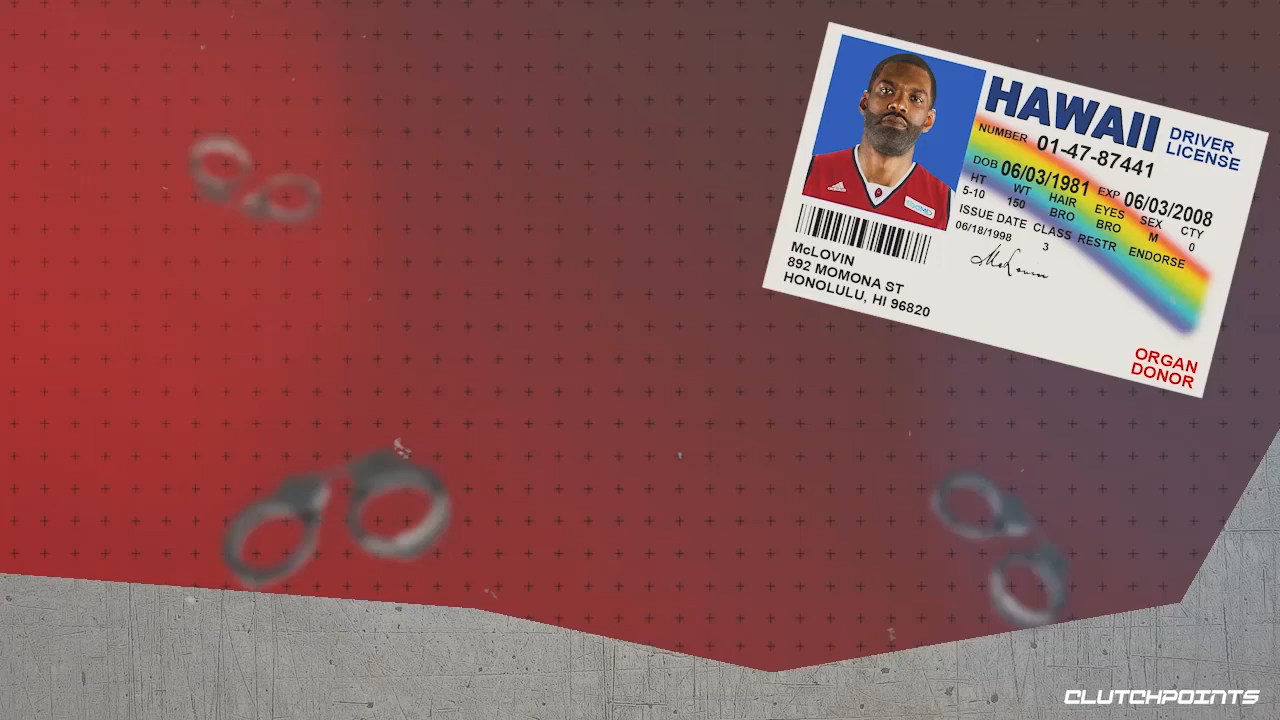 HAWAII
DRIVER
LICENSE
NUMBER 01-47-87441
DOB 06/03/1981 EXP 06/03/2008
HT WT HAIR EYES SEX CTY
5-10 150 BRO BRO M 0
ISSUE DATE CLASS RESTR ENDORSE
06/18/1998 3
McLovin
McLOVIN
892 MOMONA ST
HONOLULU, HI 96820
ORGAN
DONOR
CLUTCHPOINTS